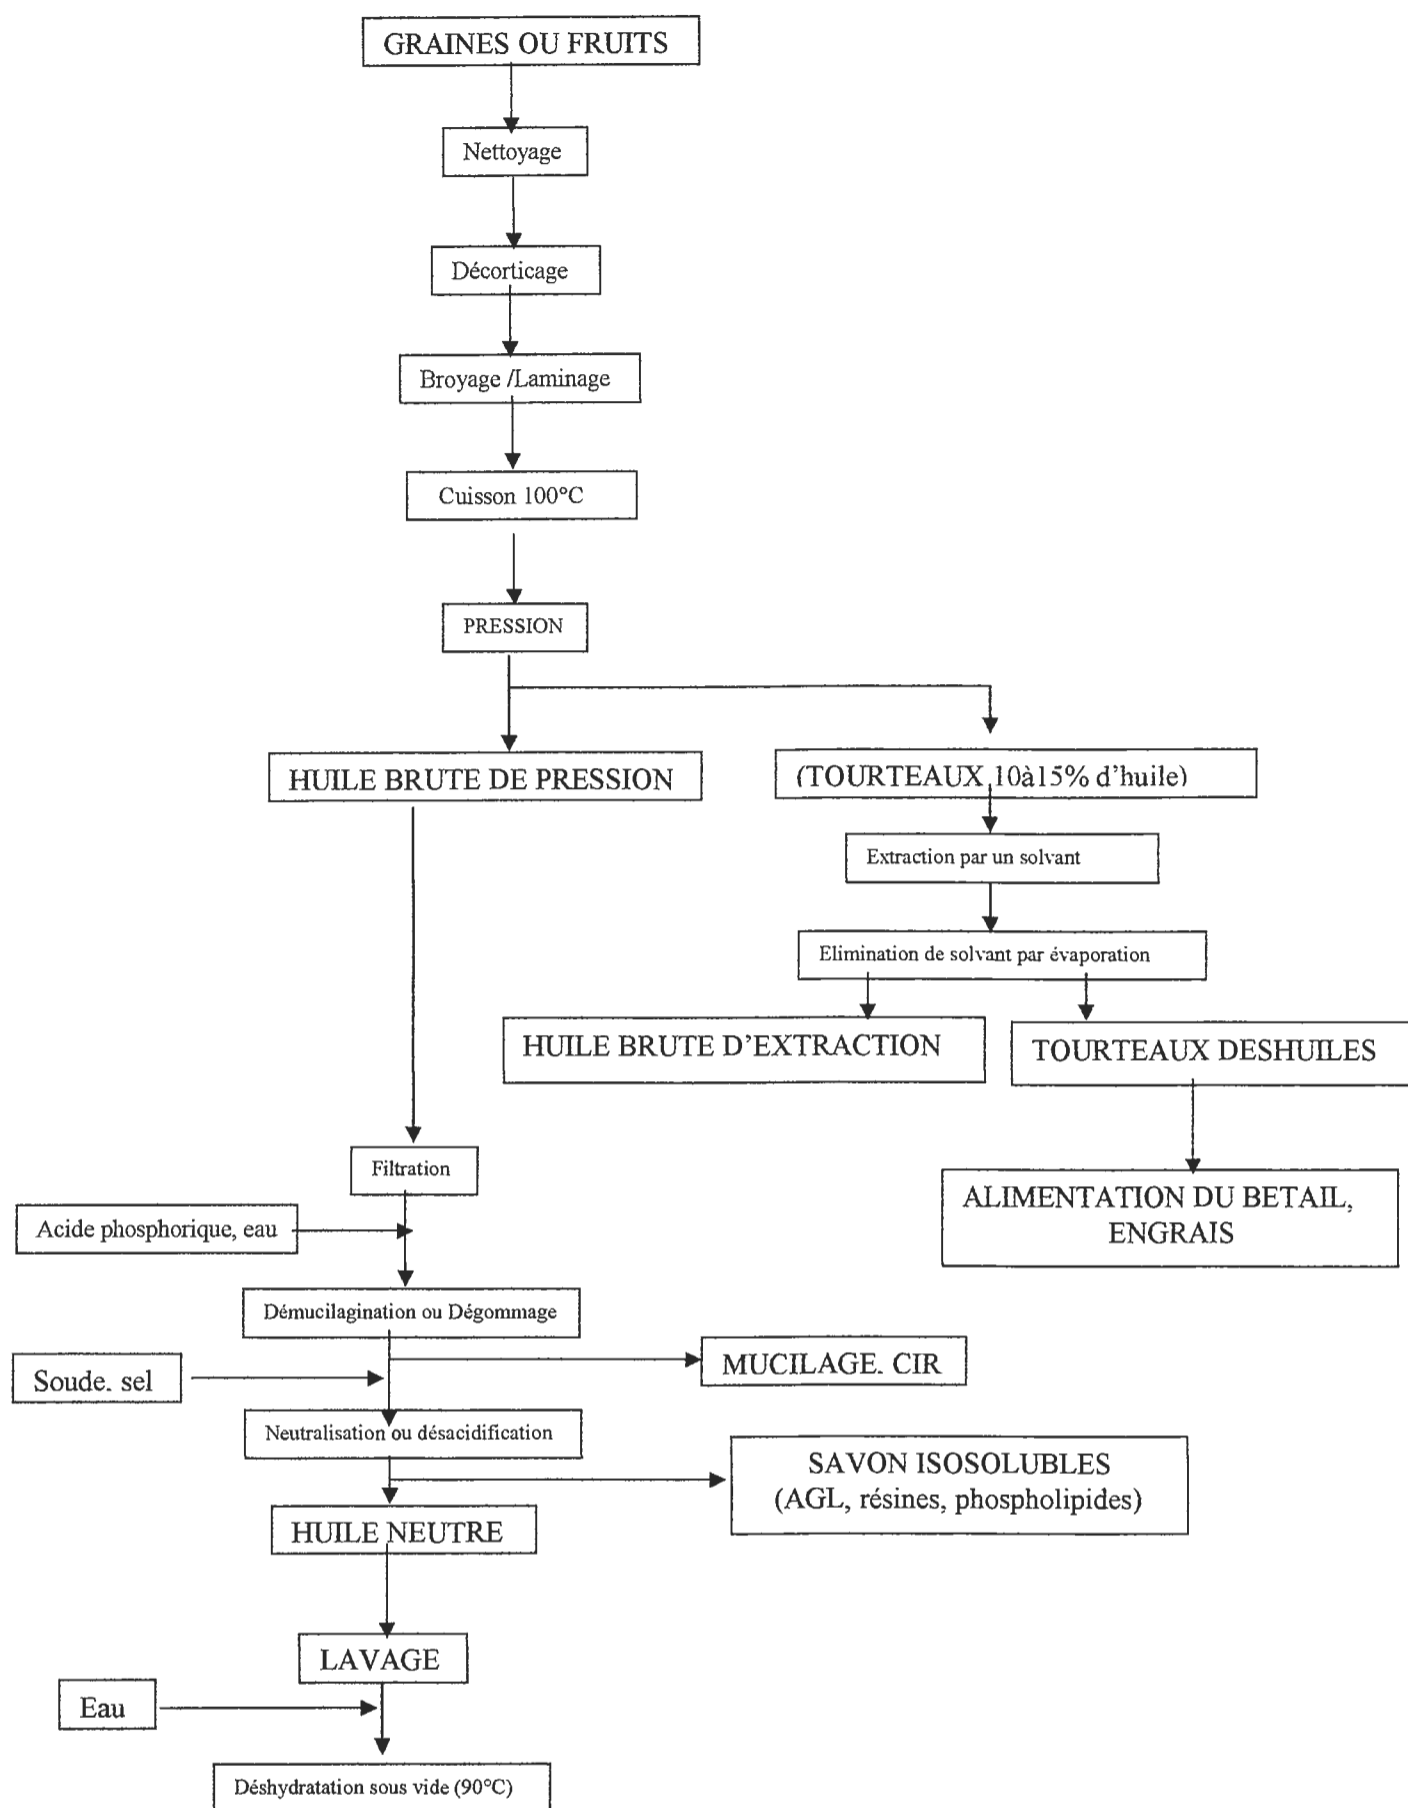 GRAINES OU FRUITS
Nettoyage
Décorticage
Broyage /Laminage
Cuisson 100°C
PRESSION
HUILE BRUTE DE PRESSION
(TOURTEAUX 10à15% d'huile)
Extraction par un solvant
Elimination de solvant par évaporation
HUILE BRUTE D'EXTRACTION
TOURTEAUX DESHUILES
Filtration
ALIMENTATION DU BETAIL,
ENGRAIS
Acide phosphorique, eau
Démucilagination ou Dégommage
MUCILAGE. CIR
Soude. sel
Neutralisation ou désacidification
SAVON ISOSOLUBLES
(AGL, résines, phospholipides)
HUILE NEUTRE
LAVAGE
Eau
Déshydratation sous vide (90°C)